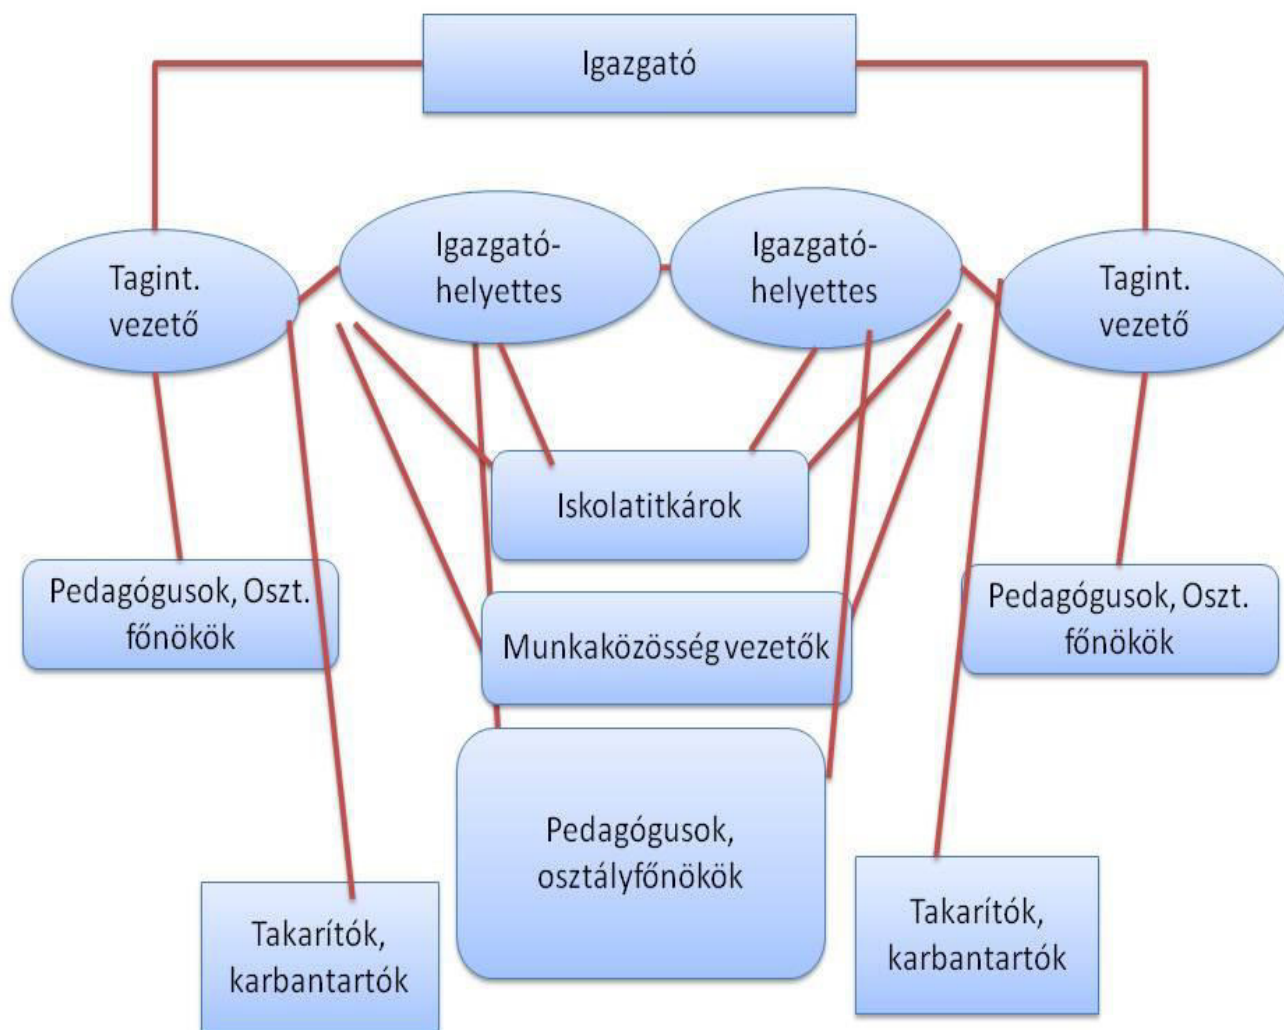 Igazgató
Igazgató-
helyettes
Igazgató-
helyettes
Tagint.
vezető
Tagint.
vezető
Iskolatitkárok
Pedagógusok, Oszt.
főnökök
Pedagógusok, Oszt.
főnökök
Munkaközösség vezetők
Pedagógusok,
osztályfőnökök
Takarítók,
karbantartók
Takarítók,
karbantartók